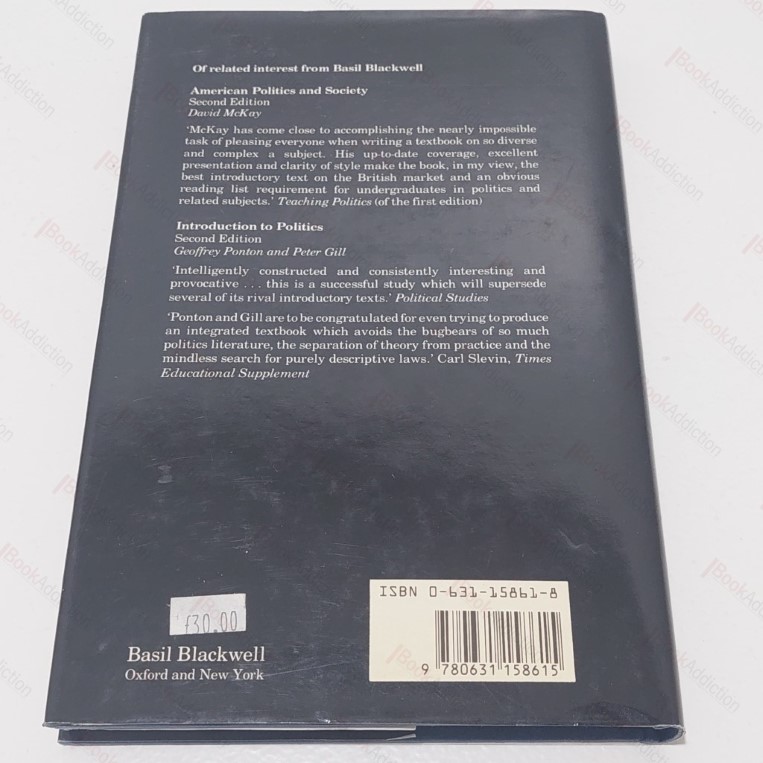 Of related interest from Basil Blackwell
American Politics and Society
Second Edition
David McKay
'McKay has come close to accomplishing the nearly impossible
task of pleasing everyone when writing a textbook on so diverse
and complex a subject. His up-to-date coverage, excellent
presentation and clarity of style make the book, in my view, the
best introductory text on the British market and an obvious
reading list requirement for undergraduates in politics and
related subjects.' Teaching Politics (of the first edition)
Introduction to Politics
Second Edition
Geoffrey Ponton and Peter Gill
'Intelligently constructed and consistently interesting and
provocative . . . this is a successful study which will supersede
several of its rival introductory texts.' Political Studies
'Ponton and Gill are to be congratulated for even trying to produce
an integrated textbook which avoids the bugbears of so much
politics literature, the separation of theory from practice and the
mindless search for purely descriptive laws.' Carl Slevin, Times
Educational Supplement
ISBN 0-631-15861-8
9 780631 158615
£30.00
Basil Blackwell
Oxford and New York
BookAddiction